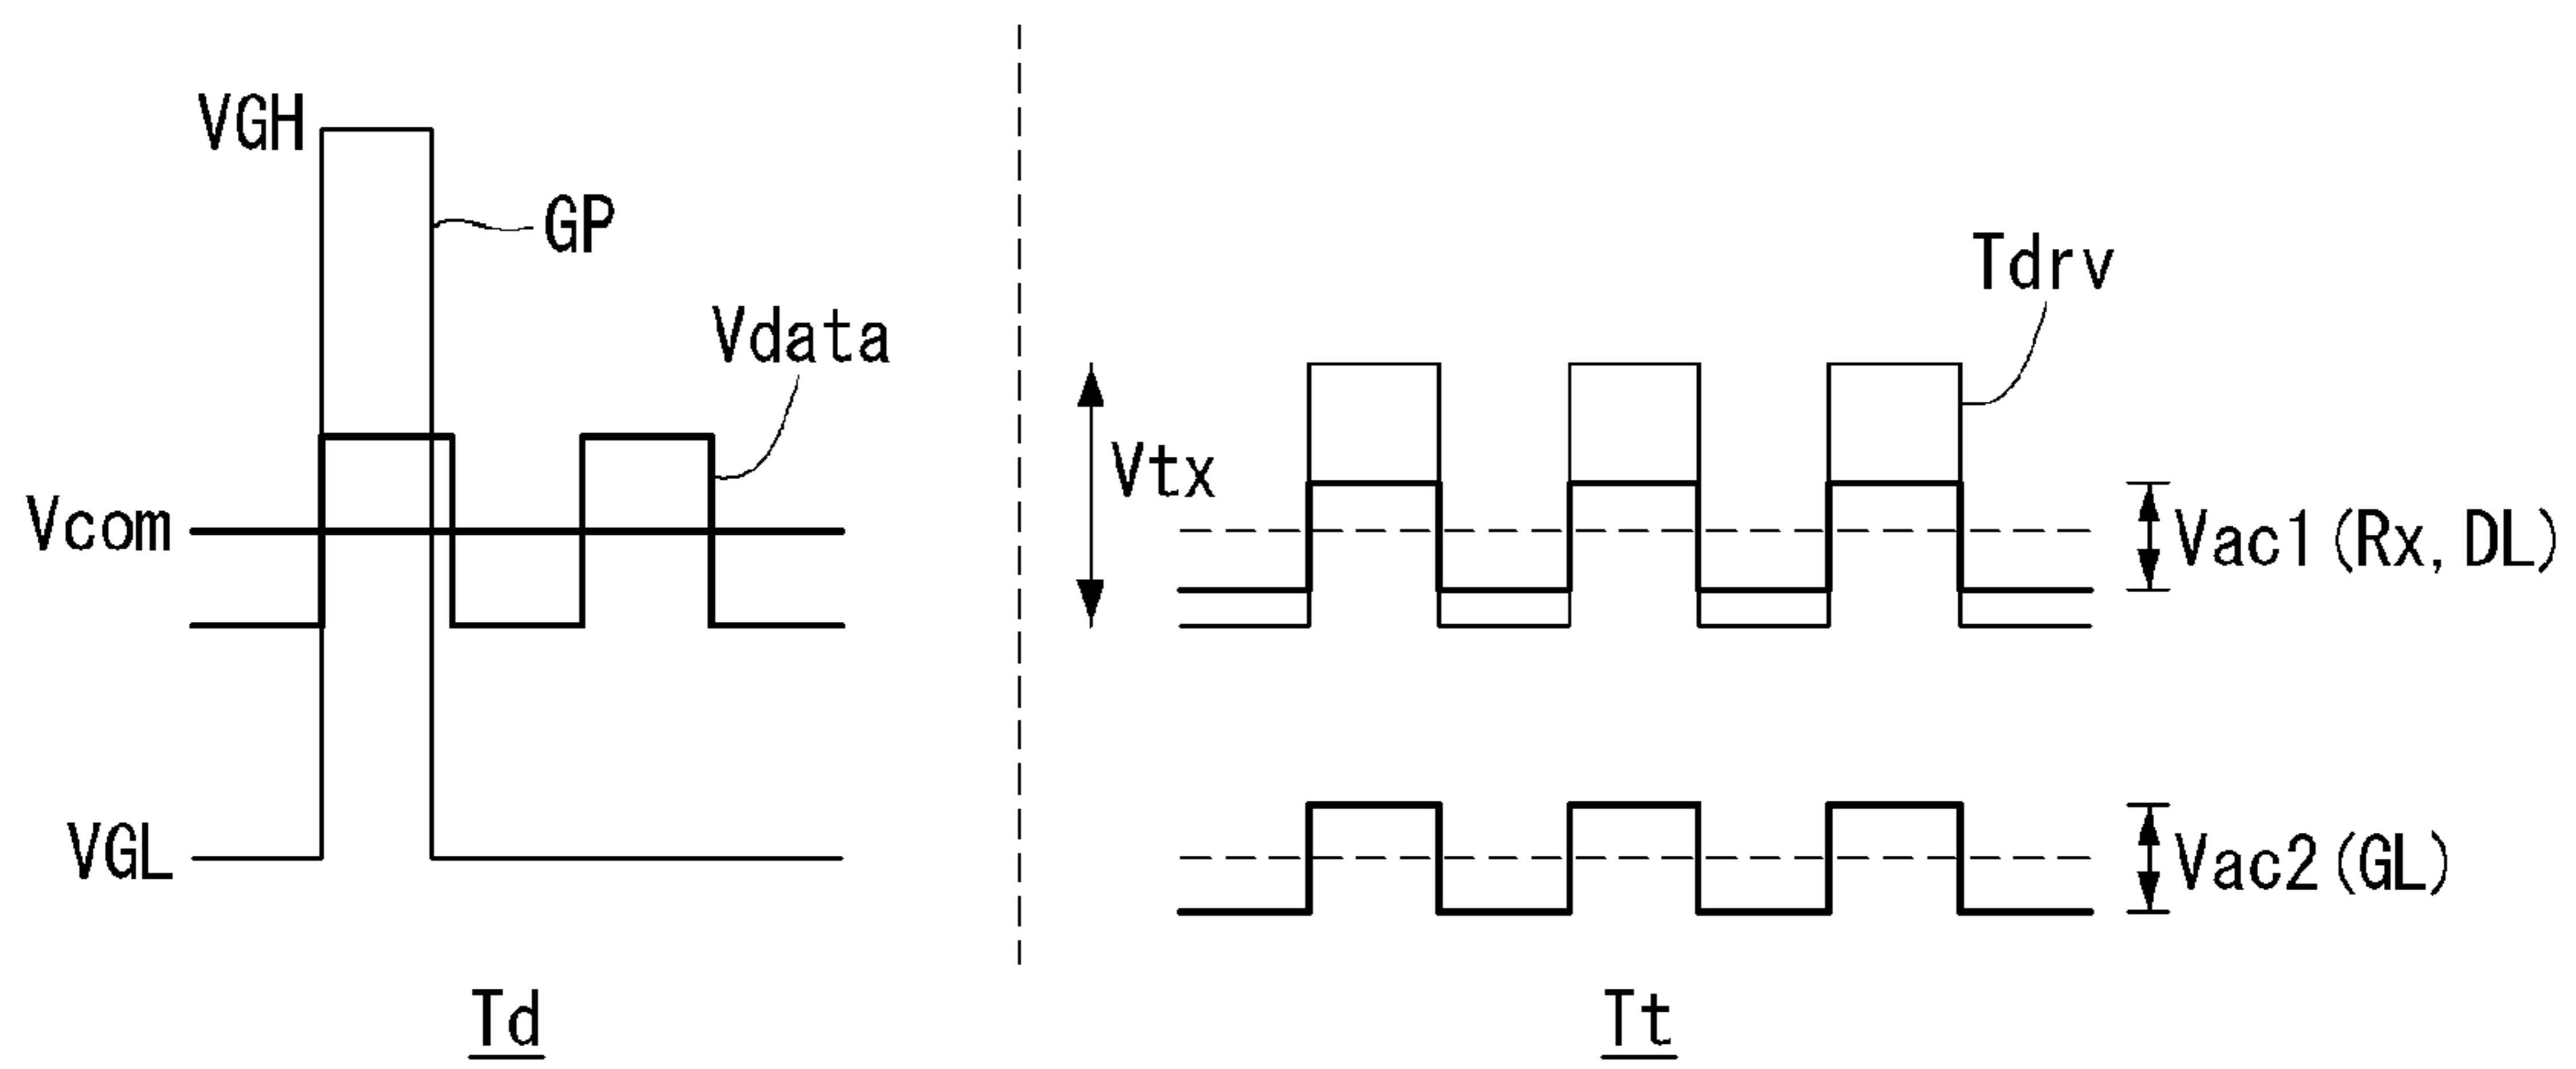 VGH
GP
Vdata
Vcom
VGL
Td
Tdrv
Vtx
Vac1(Rx,DL)
Vac2(GL)
Tt